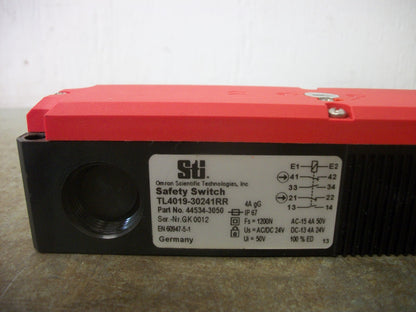 Sti
Omron Scientific Technologies, Inc
Safety Switch
TL4019-30241RR
Part No. 44534-3050
Ser.-Nr. GK 0012
EN 60947-5-1
Germany
4A gG
IP 67
Fs = 1200N
Us = AC/DC 24V
Ui = 50V
E1 E2
41 42
33 34
21 22
13 14
AC-15 4A 50V
DC-13 4A 24V
100 % ED
13